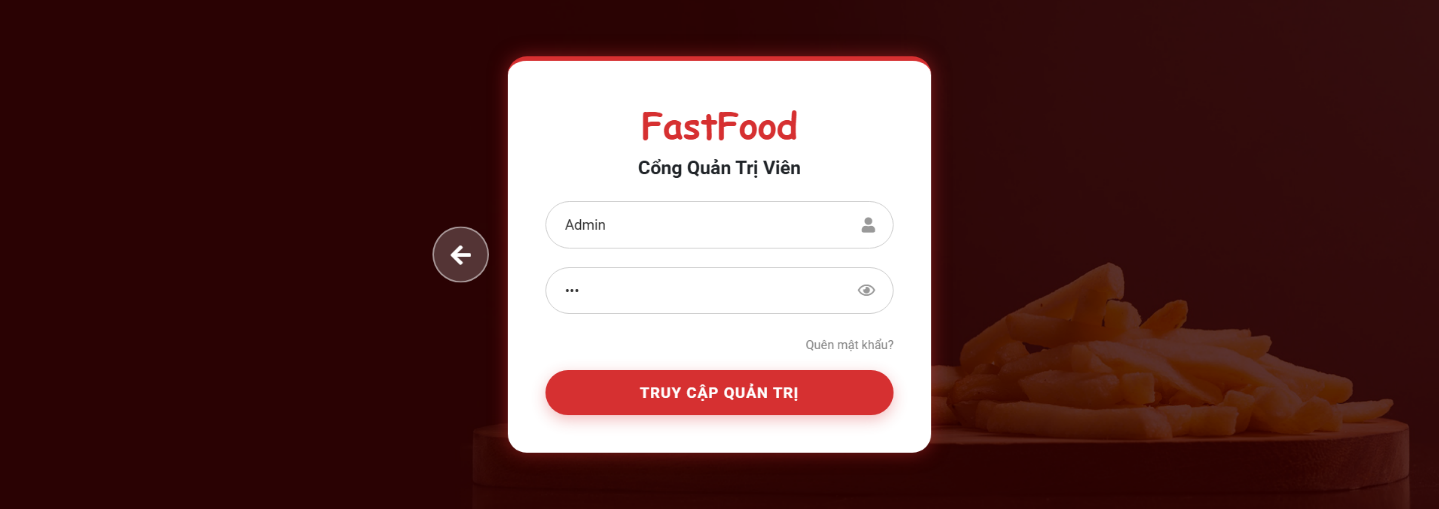 FastFood
Cổng Quản Trị Viên
Admin
•••
Quên mật khẩu?
TRUY CẬP QUẢN TRỊ